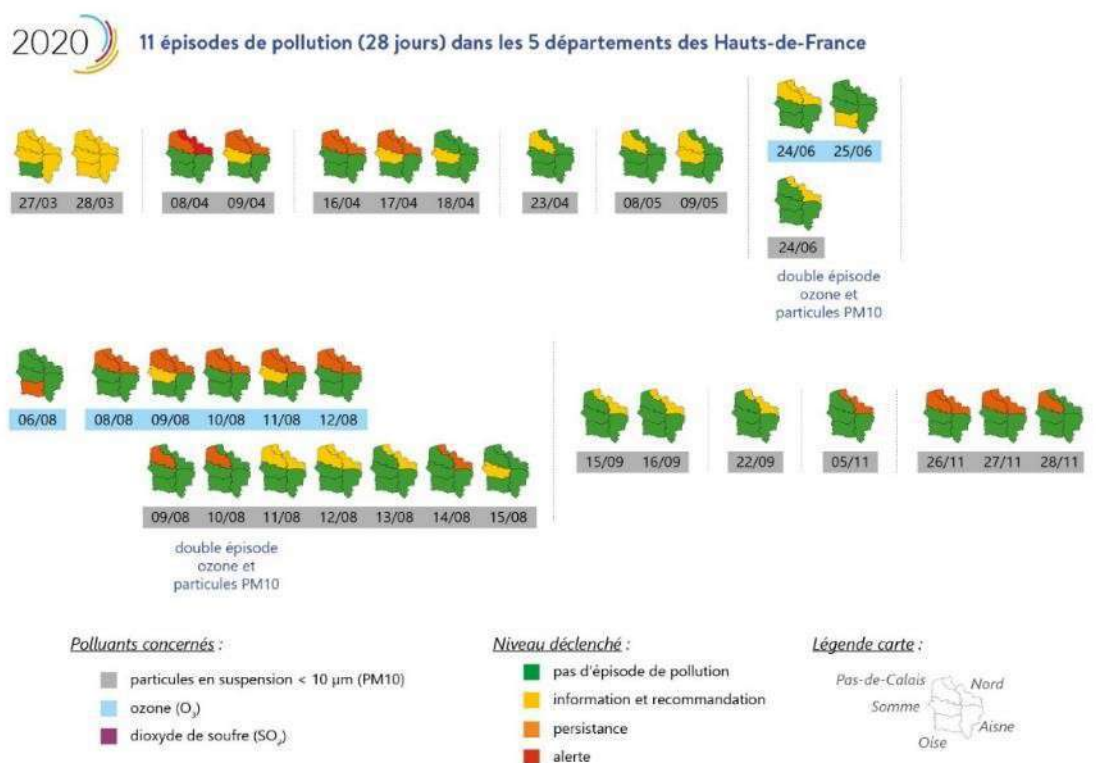 2020
11 épisodes de pollution (28 jours) dans les 5 départements des Hauts-de-France
27/03 28/03
08/04 09/04
16/04 17/04 18/04
23/04
08/05 09/05
24/06 25/06
24/06
double épisode
ozone et
particules PM10
06/08
08/08 09/08 10/08 11/08 12/08
09/08 10/08 11/08 12/08 13/08 14/08 15/08
double épisode
ozone et
particules PM10
15/09 16/09
22/09
05/11
26/11 27/11 28/11
Polluants concernés :
particules en suspension < 10 µm (PM10)
ozone (O₃)
dioxyde de soufre (SO₂)
Niveau déclenché :
pas d'épisode de pollution
information et recommandation
persistance
alerte
Légende carte :
Pas-de-Calais
Nord
Somme
Aisne
Oise